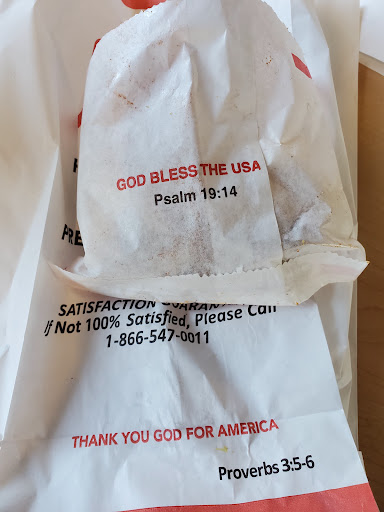 GOD BLESS THE USA
Psalm 19:14
PRE
SATISFACTION
If Not 100% Satisfied, Please Call
1-866-547-0011
THANK YOU GOD FOR AMERICA
Proverbs 3:5-6